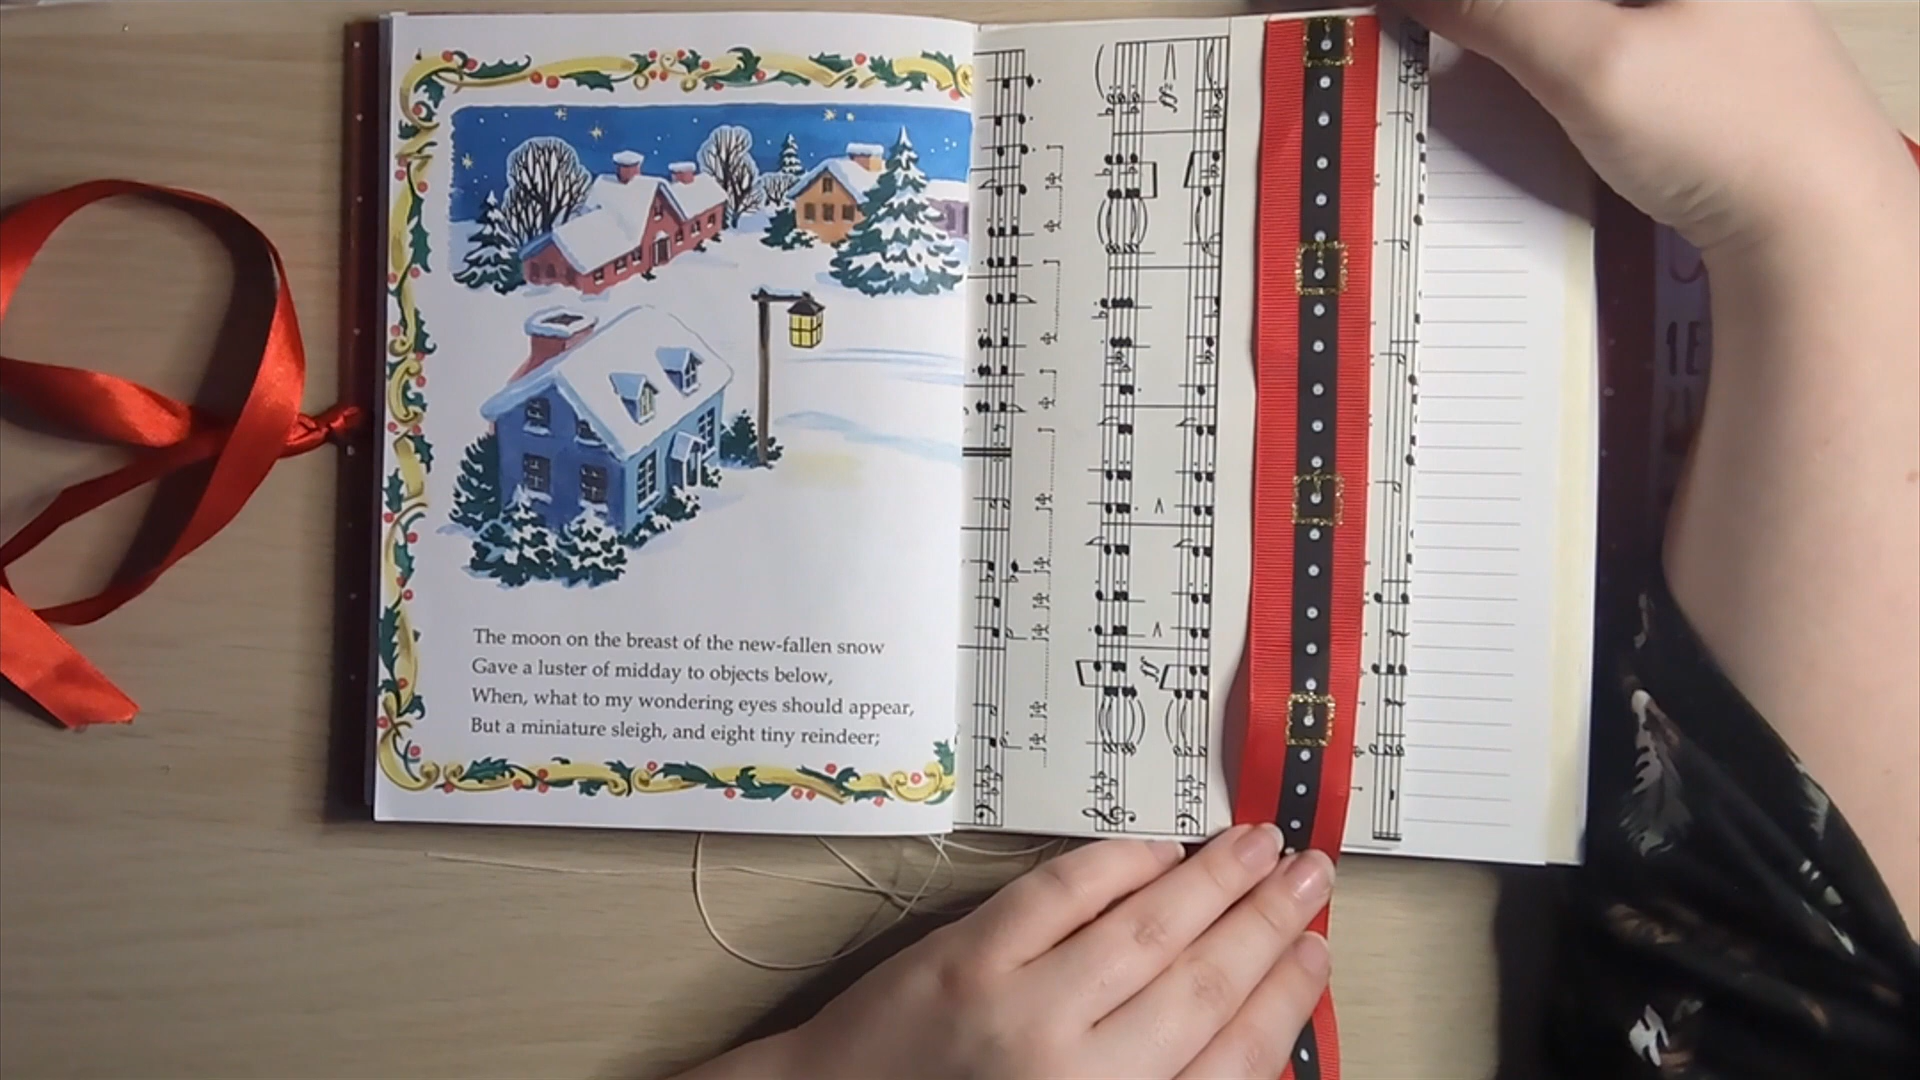 The moon on the breast of the new-fallen snow
Gave a luster of midday to objects below,
When, what to my wondering eyes should appear,
But a miniature sleigh, and eight tiny reindeer;